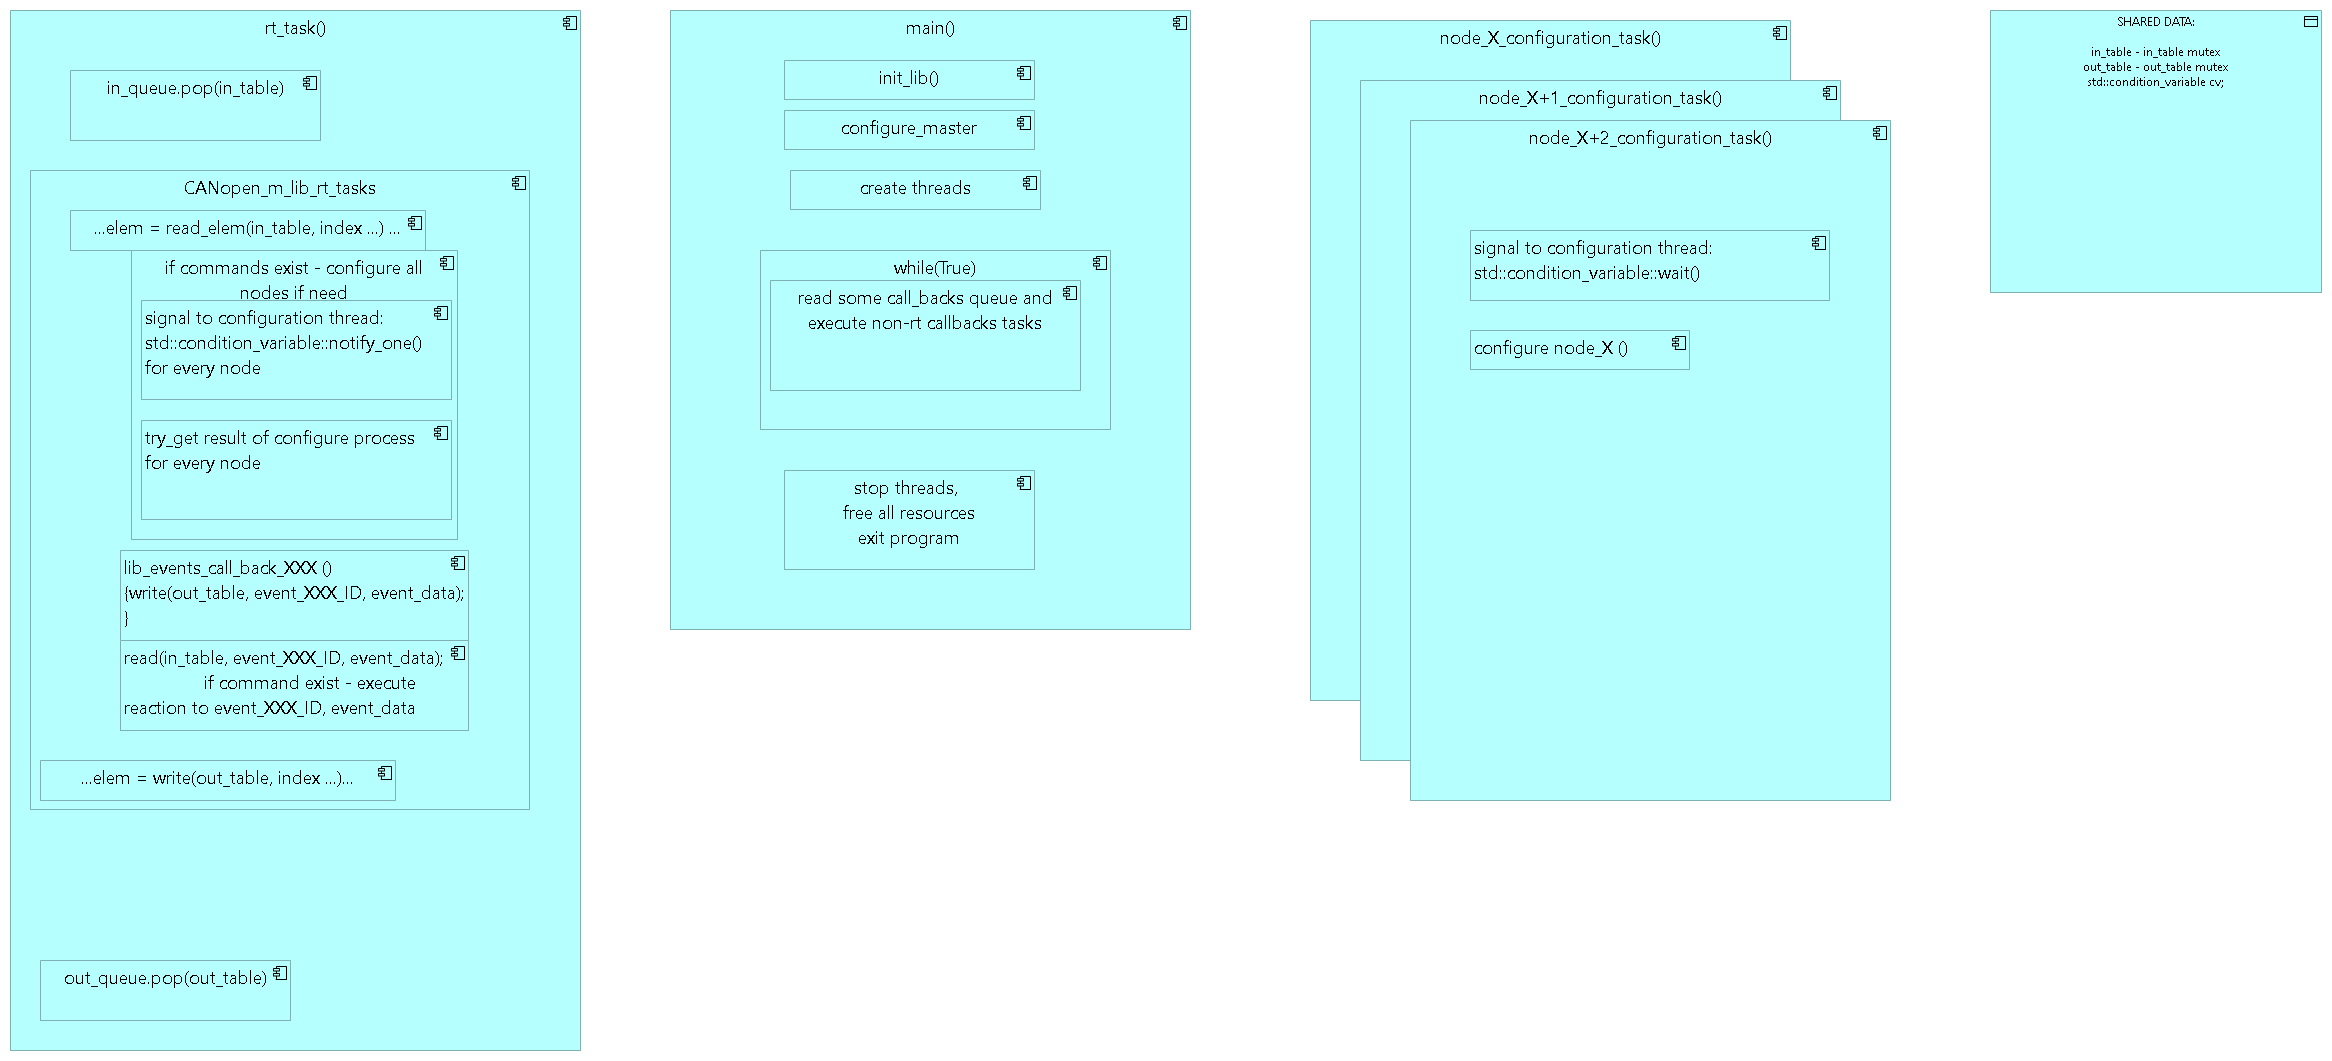 rt_task()
in_queue.pop(in_table)
CANopen_m_lib_rt_tasks
...elem = read_elem(in_table, index ...) ...
if commands exist - configure all
nodes if need
signal to configuration thread:
std::condition_variable::notify_one()
for every node
try_get result of configure process
for every node
lib_events_call_back_XXX ()
{write(out_table, event_XXX_ID, event_data);
}
read(in_table, event_XXX_ID, event_data);
if command exist - execute
reaction to event_XXX_ID, event_data
...elem = write(out_table, index ...)...
out_queue.pop(out_table)
main()
init_lib()
configure_master
create threads
while(True)
read some call_backs queue and
execute non-rt callbacks tasks
stop threads,
free all resources
exit program
node_X_configuration_task()
node_X+1_configuration_task()
node_X+2_configuration_task()
signal to configuration thread:
std::condition_variable::wait()
configure node_X ()
SHARED DATA:
in_table - in_table mutex
out_table - out_table mutex
std::condition_variable cv;